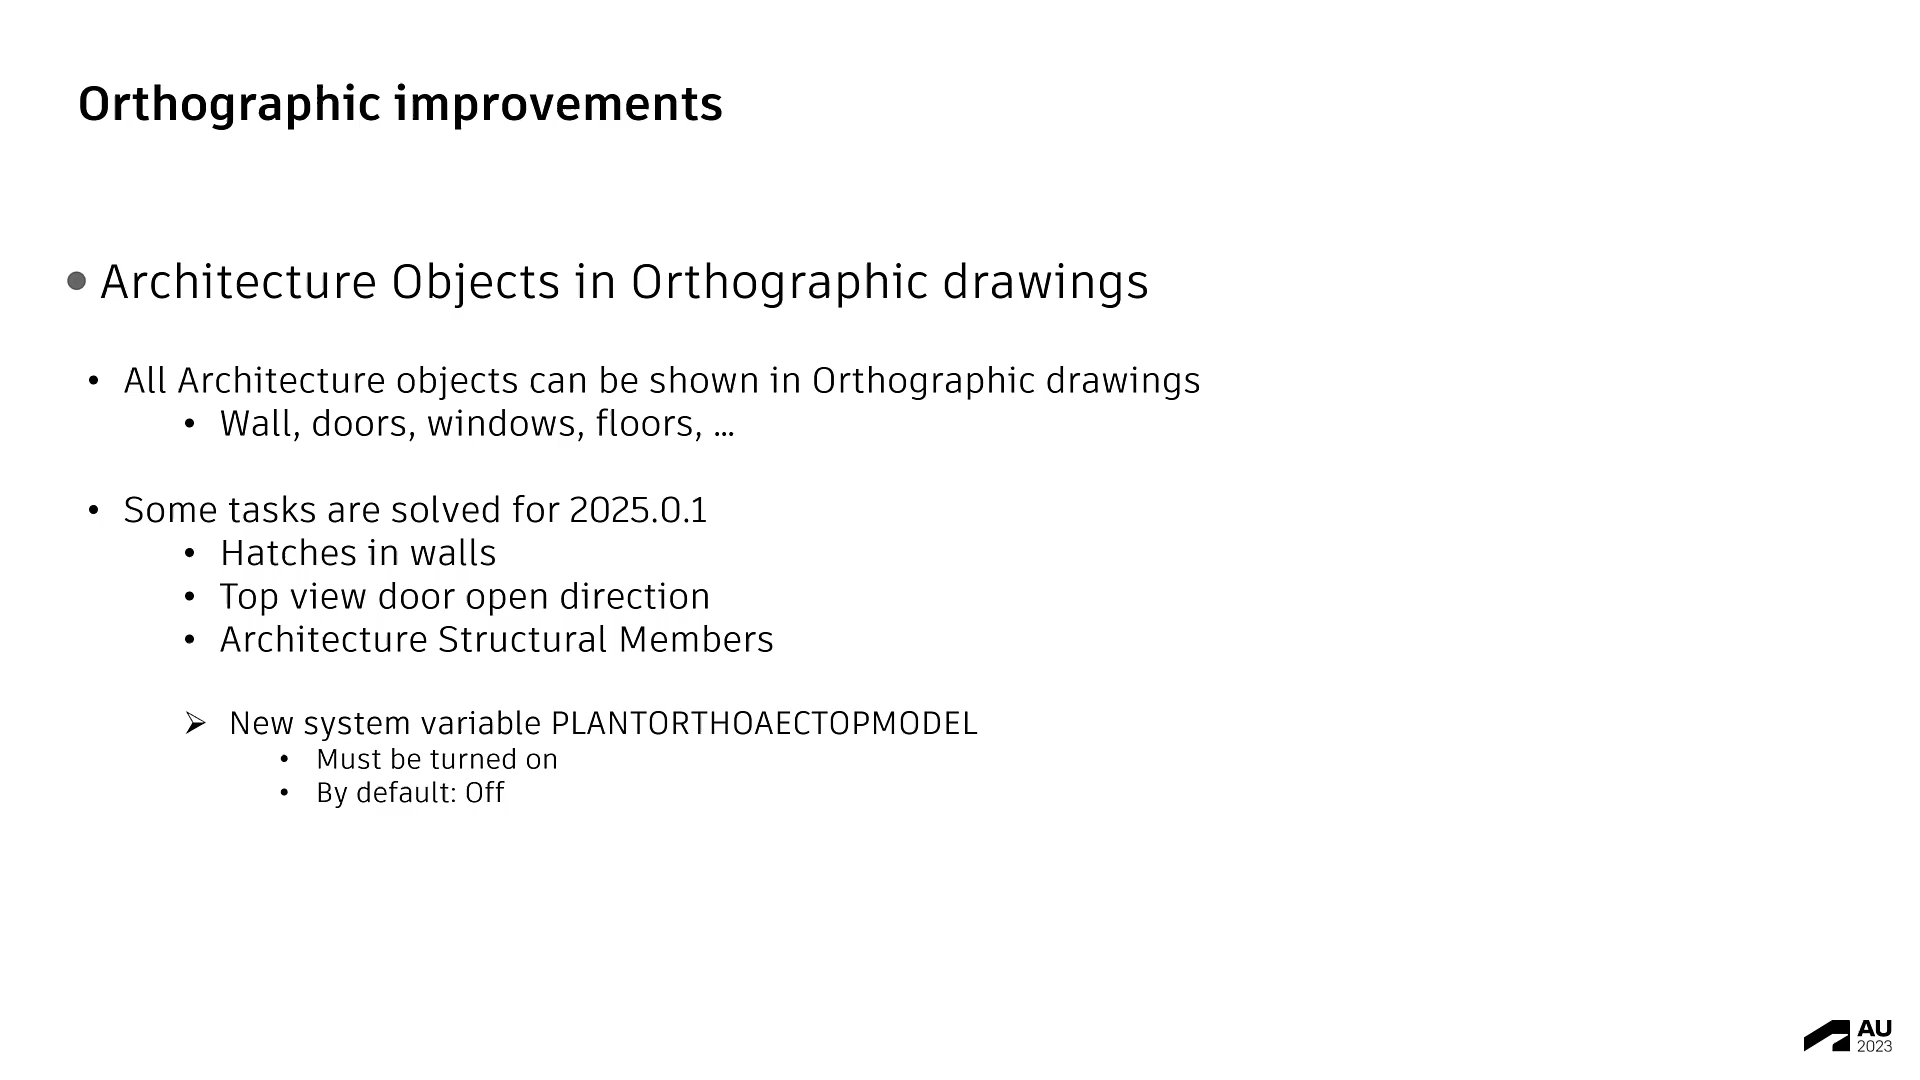 Orthographic improvements
• Architecture Objects in Orthographic drawings
• All Architecture objects can be shown in Orthographic drawings
• Wall, doors, windows, floors, ...
• Some tasks are solved for 2025.0.1
• Hatches in walls
• Top view door open direction
• Architecture Structural Members
➢ New system variable PLANTORTHOAECTOPMODEL
• Must be turned on
• By default: Off
AU
2023